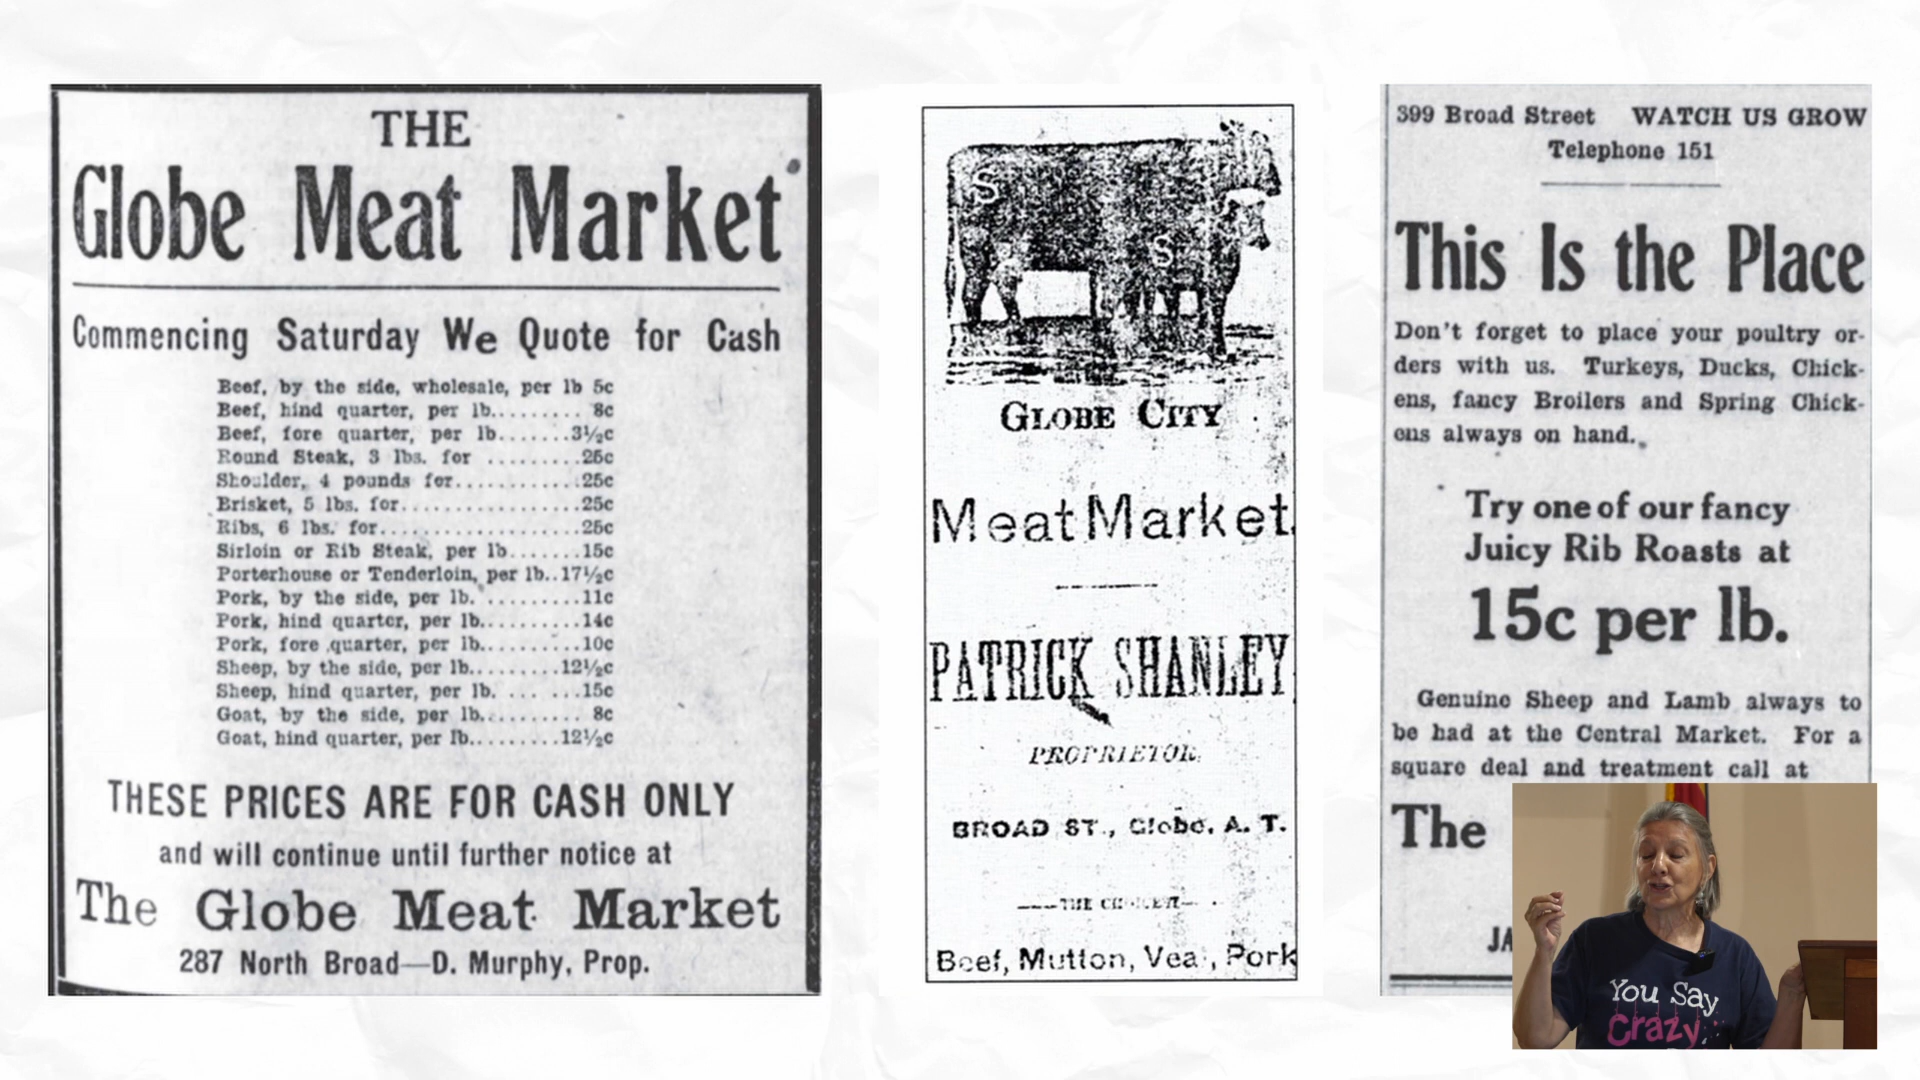 THE
Globe Meat Market
Commencing Saturday We Quote for Cash
Beef, by the side, wholesale, per lb 5c
Beef, hind quarter, per lb......... 8c
Beef, fore quarter, per lb.......3½c
Round Steak, 3 lbs. for .........25c
Shoulder, 4 pounds for............25c
Brisket, 5 lbs. for.................25c
Ribs, 6 lbs. for...................25c
Sirloin or Rib Steak, per lb.......15c
Porterhouse or Tenderloin, per lb..17½c
Pork, by the side, per lb. .........11c
Pork, hind quarter, per lb.........14c
Pork, fore quarter, per lb.........10c
Sheep, by the side, per lb.........12½c
Sheep, hind quarter, per lb. ... .....15c
Goat, by the side, per lb.......... 8c
Goat, hind quarter, per lb.........12½c
THESE PRICES ARE FOR CASH ONLY
and will continue until further notice at
The Globe Meat Market
287 North Broad—D. Murphy, Prop.
S
S
GLOBE CITY
Meat Market.
PATRICK SHANLEY
PROPRIETOR.
BROAD ST., Globe, A. T.
Beef, Mutton, Veal, Pork
399 Broad Street WATCH US GROW
Telephone 151
This Is the Place
Don't forget to place your poultry or-
ders with us. Turkeys, Ducks, Chick-
ens, fancy Broilers and Spring Chick-
ens always on hand.
Try one of our fancy
Juicy Rib Roasts at
15c per lb.
Genuine Sheep and Lamb always to
be had at the Central Market. For a
square deal and treatment call at
The
JA
You Say
Crazy